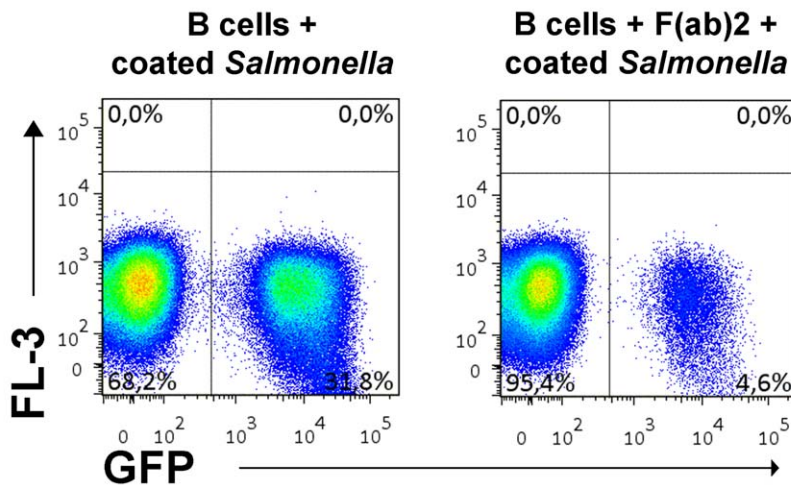 B cells +
coated Salmonella
B cells + F(ab)2 +
coated Salmonella
0,0% 0,0%
10^5
10^4
10^3
10^2
0
68,2% 31,8%
0 10^2 10^3 10^4 10^5
0,0% 0,0%
10^5
10^4
10^3
10^2
0
95,4% 4,6%
0 10^2 10^3 10^4 10^5
FL-3
GFP